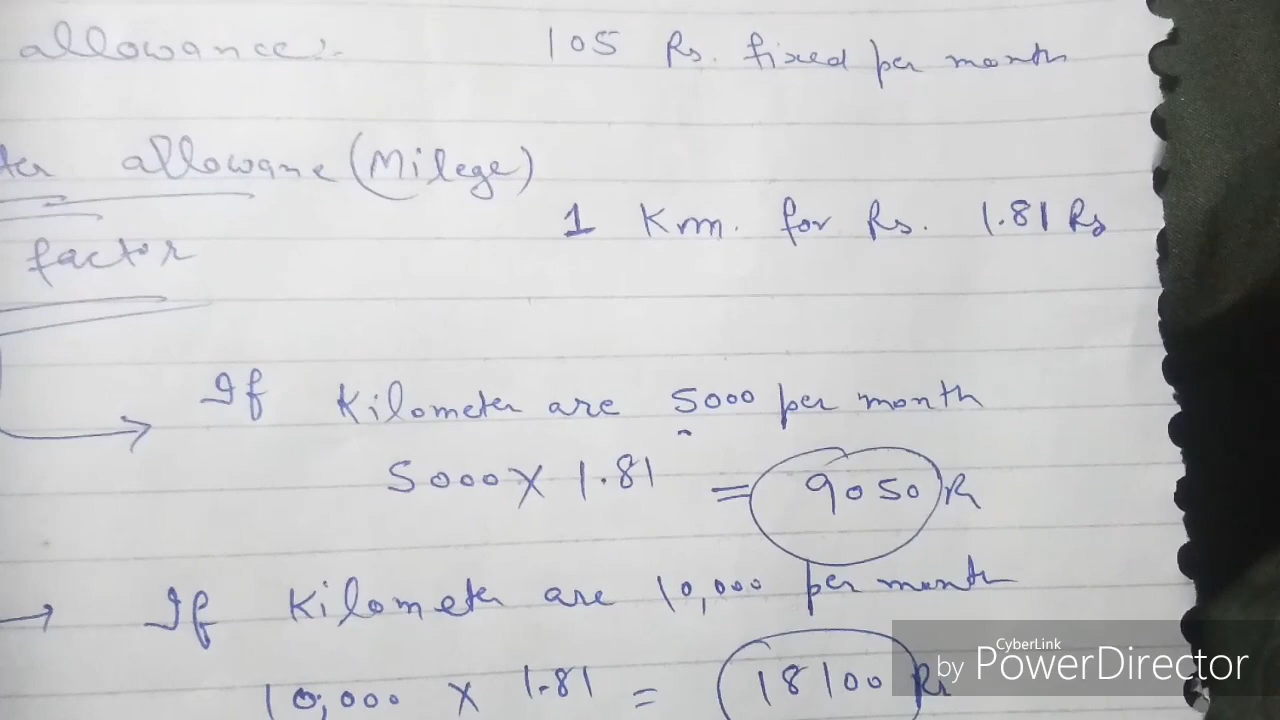 allowance:- 105 Rs. fixed per month
allowane (Milege)
1 Km. for Rs. 1.81 Rs
factor
If Kilometer are 5000 per month
5000 X 1.81 = 9050 R
If Kilometer are 10,000 per month
10,000 X 1.81 = 18100 Rs
CyberLink
by PowerDirector